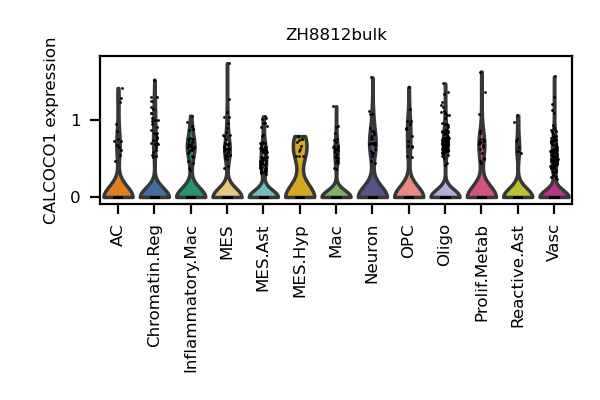 ZH8812bulk
CALCOCO1 expression
1
0
AC
Chromatin.Reg
Inflammatory.Mac
MES
MES.Ast
MES.Hyp
Mac
Neuron
OPC
Oligo
Prolif.Metab
Reactive.Ast
Vasc